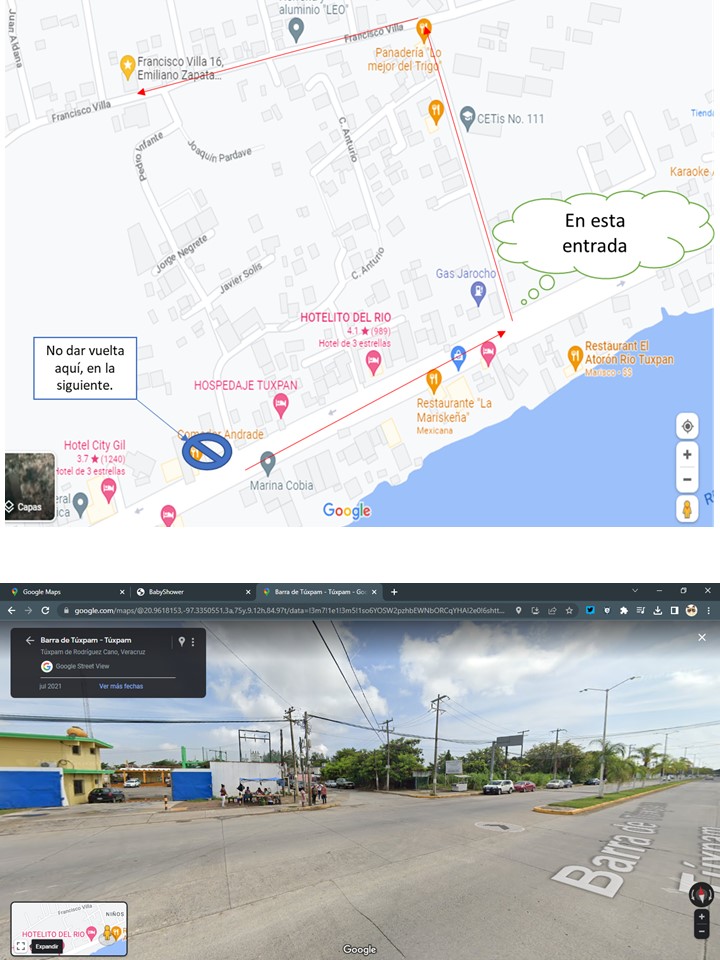 Juan Aldana
aluminio "LEO"
Francisco Villa
Francisco Villa 16,
Emiliano Zapata...
Panadería "Lo
mejor del Trigo"
Francisco Villa
CETis No. 111
Tienda
C. Anturio
Pedro Infante
Joaquín Pardave
Karaoke
En esta
entrada
Jorge Negrete
C. Anturio
Javier Solis
Gas Jarocho
HOTELITO DEL RIO
4.1 ★ (989)
Hotel de 3 estrellas
No dar vuelta
aquí, en la
siguiente.
Restaurant El
Atorón Río Tuxpan
Marisco · $$
HOSPEDAJE TUXPAN
Restaurante "La
Mariskeña"
Mexicana
Comedor Andrade
Hotel City Gil
3.7 ★ (1240)
Hotel de 3 estrellas
Marina Cobia
Capas
Google
Google Maps
BabyShower
Barra de Túxpam - Túxpam - Go
google.com/maps/@20.9618153,-97.3350551,3a,75y,9.12h,84.97t/data=!3m7!1e1!3m5!1so6YOSW2pzhbEWNbORCqYHA!2e0!6shtt...
Barra de Túxpam - Túxpam
Túxpam de Rodríguez Cano, Veracruz
Google Street View
jul 2021
Ver más fechas
Barra de
Túxpam
Francisco Villa
NIÑOS
HOTELITO DEL RIO
Expandir
Google